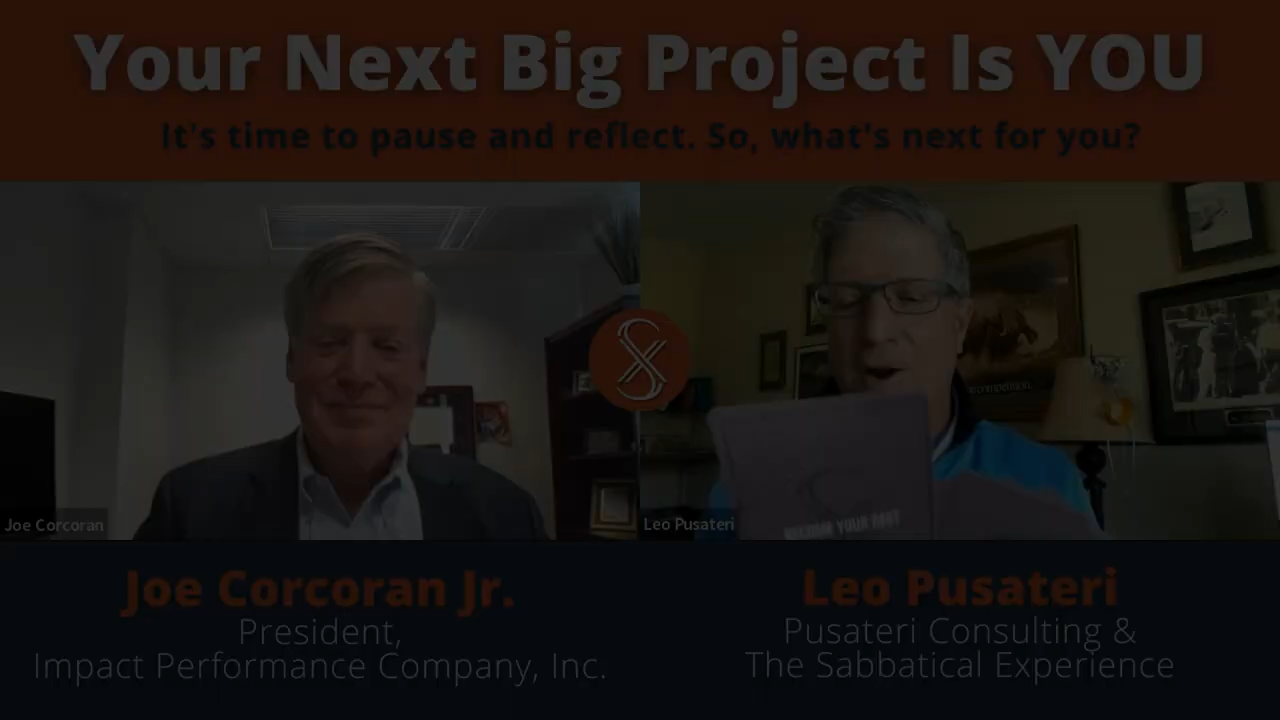 Your Next Big Project Is YOU
It's time to pause and reflect. So, what's next for you?
Joe Corcoran
Leo Pusateri
Joe Corcoran Jr.
President,
Impact Performance Company, Inc.
Leo Pusateri
Pusateri Consulting &
The Sabbatical Experience